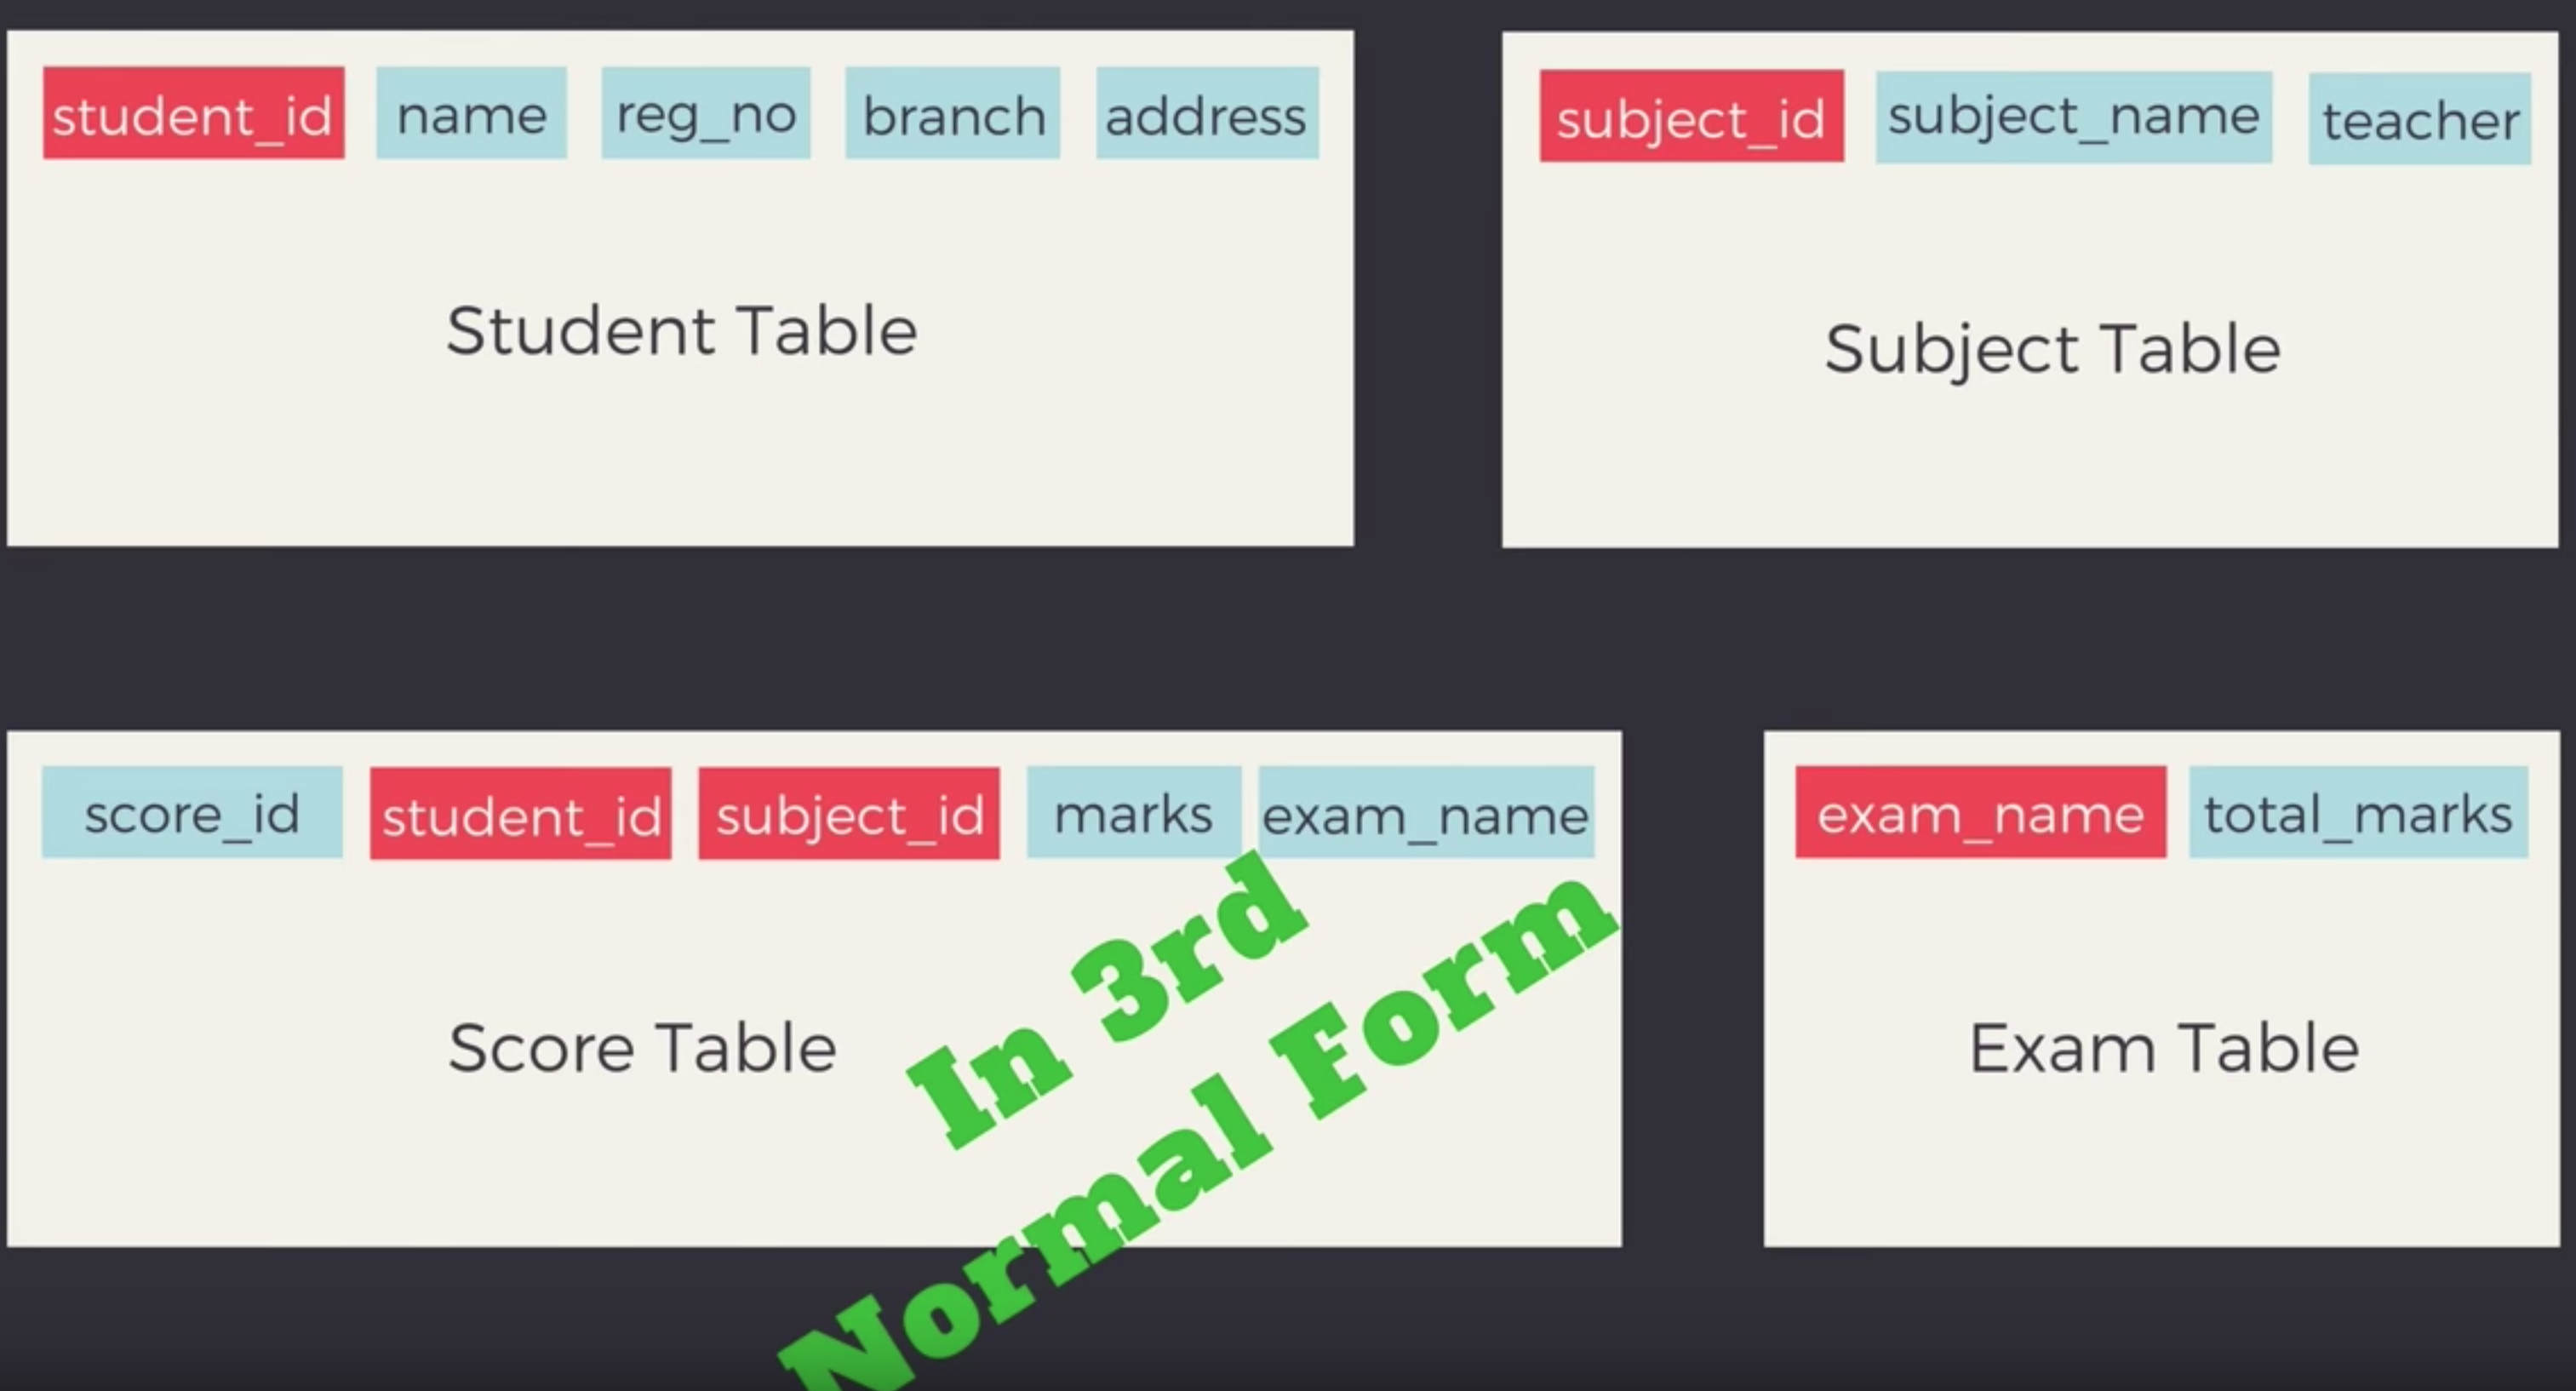 student_id name reg_no branch address
Student Table
subject_id subject_name teacher
Subject Table
score_id student_id subject_id marks exam_name
Score Table
In 3rd
Normal Form
exam_name total_marks
Exam Table